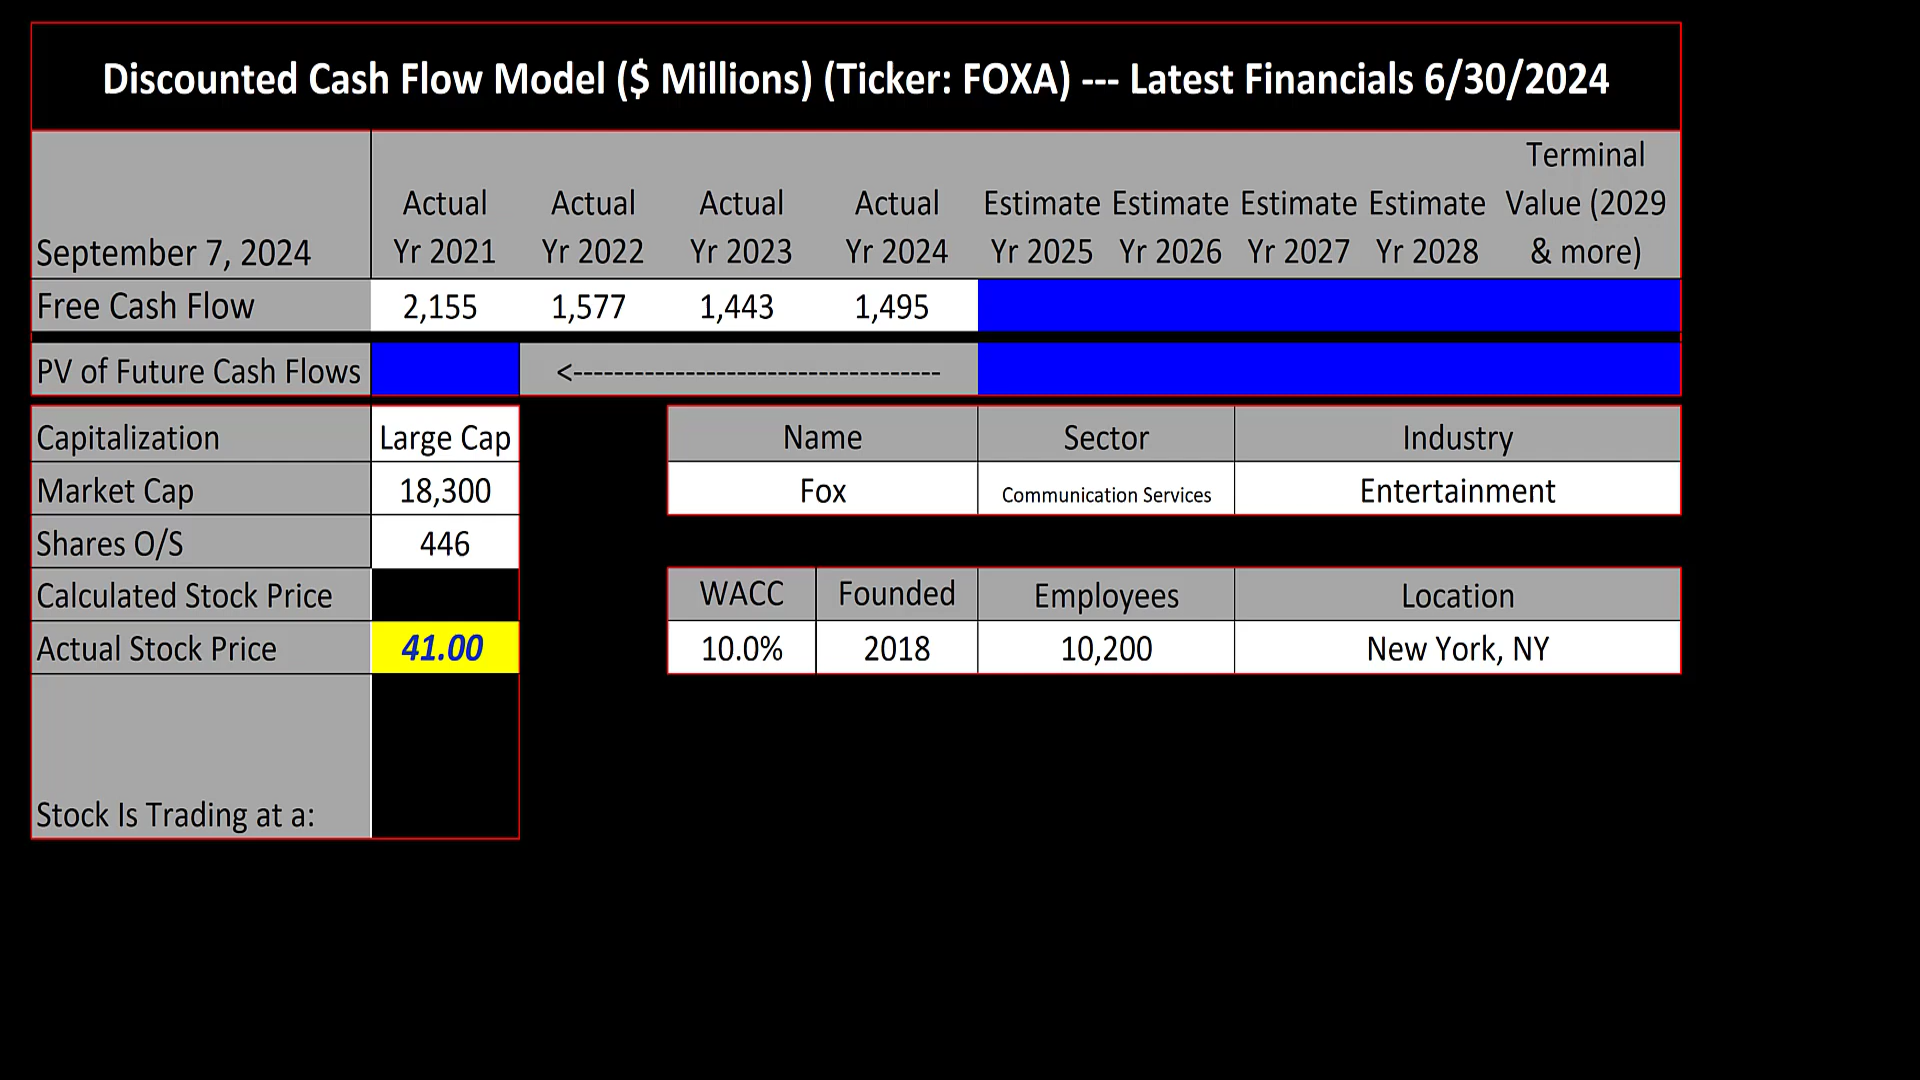 Discounted Cash Flow Model ($ Millions) (Ticker: FOXA) --- Latest Financials 6/30/2024
Terminal
Actual Actual Actual Actual Estimate Estimate Estimate Estimate Value (2029
September 7, 2024 Yr 2021 Yr 2022 Yr 2023 Yr 2024 Yr 2025 Yr 2026 Yr 2027 Yr 2028 & more)
Free Cash Flow 2,155 1,577 1,443 1,495
PV of Future Cash Flows <------------------------------------
Capitalization Large Cap Name Sector Industry
Market Cap 18,300 Fox Communication Services Entertainment
Shares O/S 446
Calculated Stock Price WACC Founded Employees Location
Actual Stock Price 41.00 10.0% 2018 10,200 New York, NY
Stock Is Trading at a: